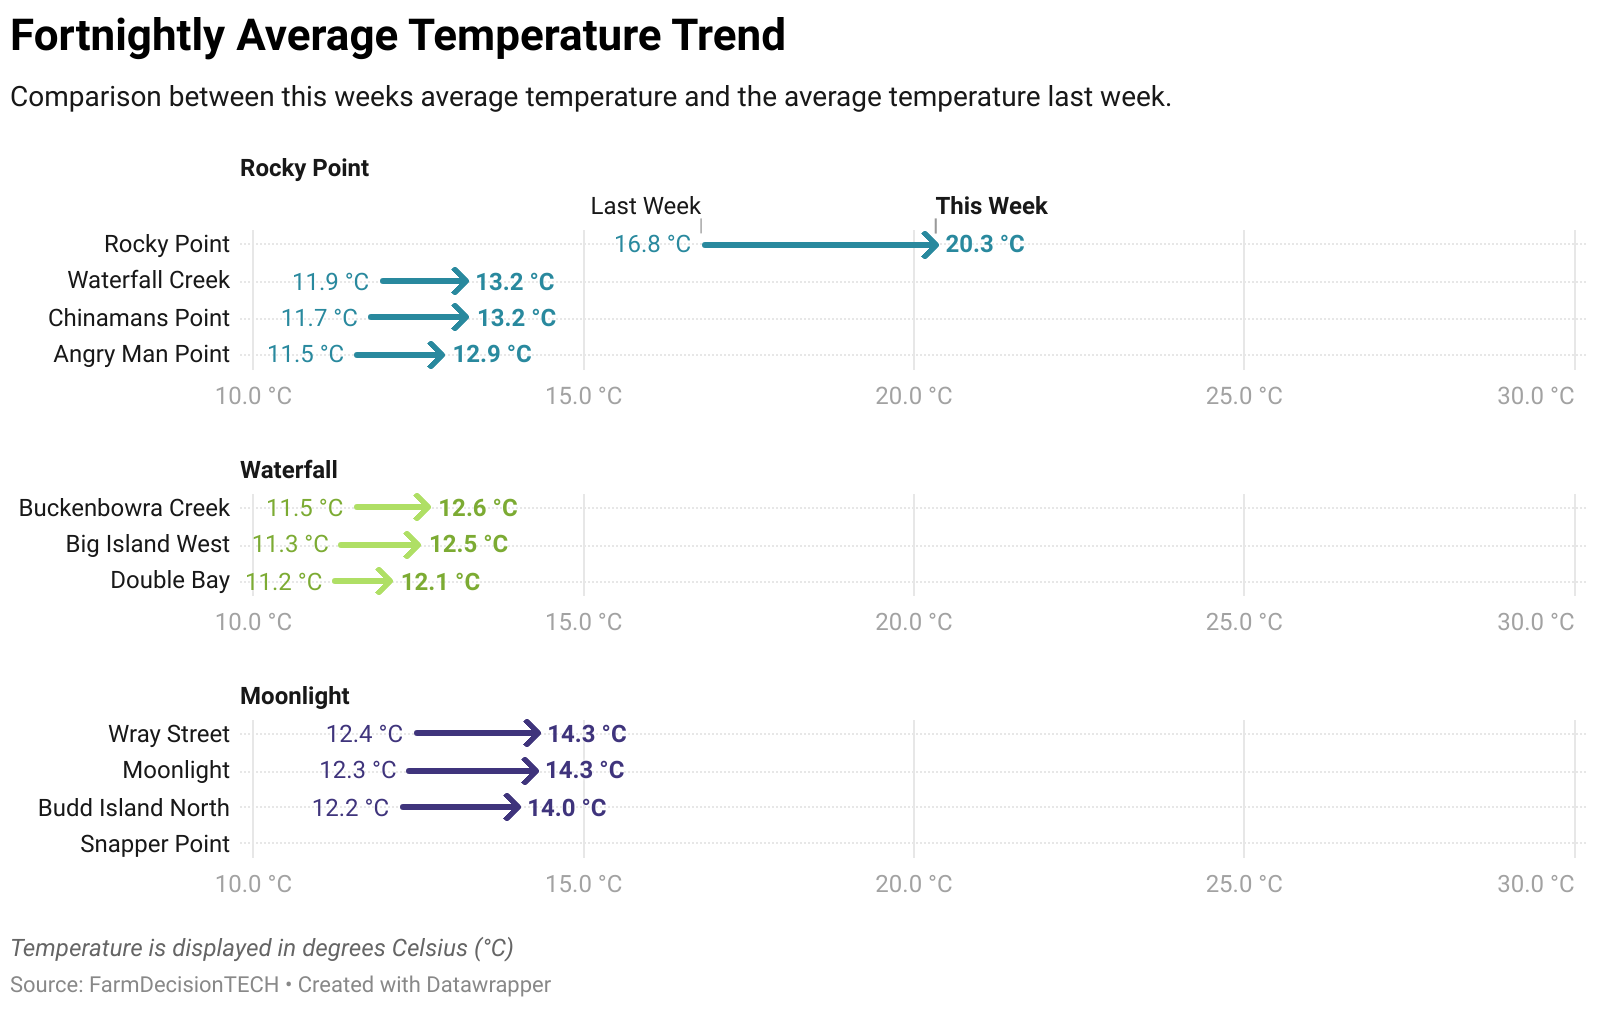 Fortnightly Average Temperature Trend
Comparison between this weeks average temperature and the average temperature last week.
Rocky Point
Last Week This Week
Rocky Point 16.8 °C 20.3 °C
Waterfall Creek 11.9 °C 13.2 °C
Chinamans Point 11.7 °C 13.2 °C
Angry Man Point 11.5 °C 12.9 °C
10.0 °C 15.0 °C 20.0 °C 25.0 °C 30.0 °C
Waterfall
Buckenbowra Creek 11.5 °C 12.6 °C
Big Island West 11.3 °C 12.5 °C
Double Bay 11.2 °C 12.1 °C
10.0 °C 15.0 °C 20.0 °C 25.0 °C 30.0 °C
Moonlight
Wray Street 12.4 °C 14.3 °C
Moonlight 12.3 °C 14.3 °C
Budd Island North 12.2 °C 14.0 °C
Snapper Point
10.0 °C 15.0 °C 20.0 °C 25.0 °C 30.0 °C
Temperature is displayed in degrees Celsius (°C)
Source: FarmDecisionTECH • Created with Datawrapper